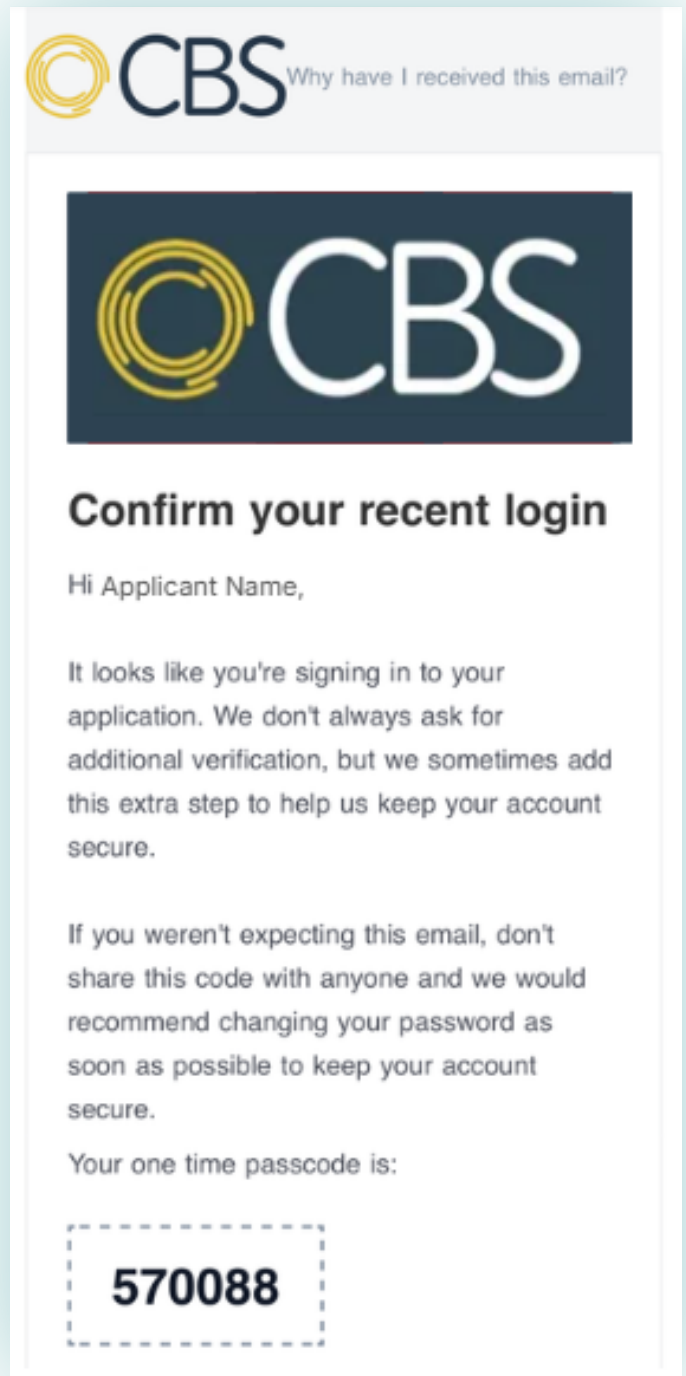 CBS Why have I received this email?
CBS
Confirm your recent login
Hi Applicant Name,
It looks like you're signing in to your
application. We don't always ask for
additional verification, but we sometimes add
this extra step to help us keep your account
secure.
If you weren't expecting this email, don't
share this code with anyone and we would
recommend changing your password as
soon as possible to keep your account
secure.
Your one time passcode is:
570088